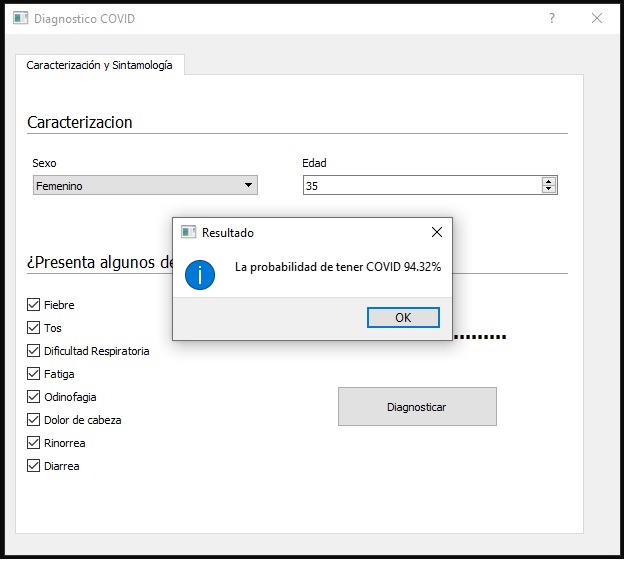 Diagnostico COVID
Caracterización y Sintamología
Caracterizacion
Sexo
Edad
Femenino
35
Resultado
La probabilidad de tener COVID 94.32%
OK
¿Presenta algunos de
Fiebre
Tos
Dificultad Respiratoria
Fatiga
Odinofagia
Dolor de cabeza
Rinorrea
Diarrea
.........
Diagnosticar